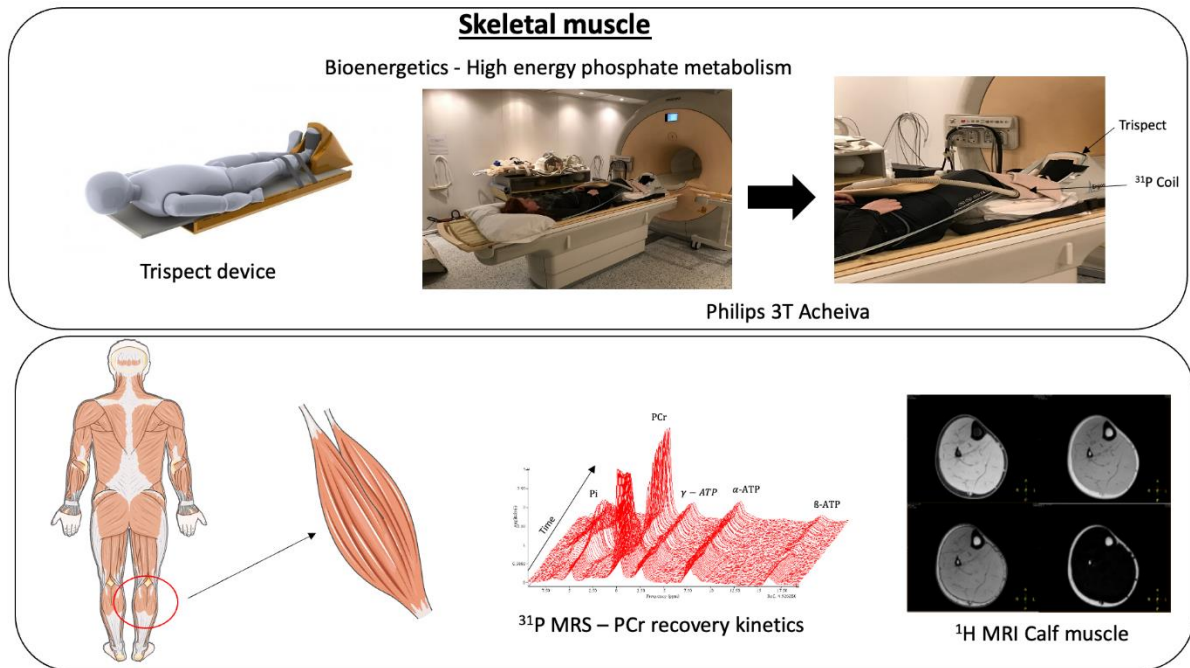 Skeletal muscle
Bioenergetics - High energy phosphate metabolism
Trispect
³¹P Coil
Trispect device
Philips 3T Acheiva
PCr
Pi
γ − ATP
α-ATP
ß-ATP
Time
³¹P MRS – PCr recovery kinetics
¹H MRI Calf muscle